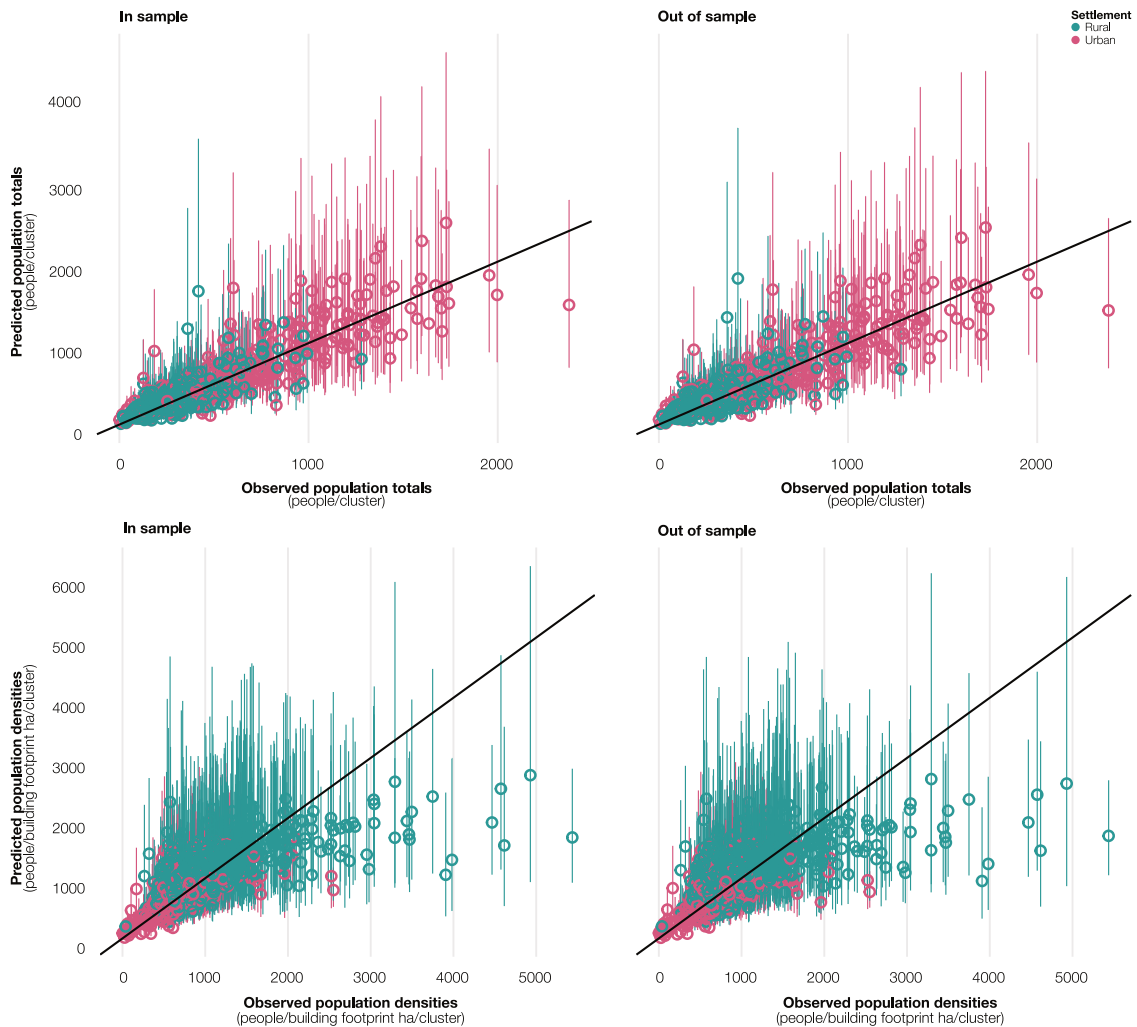 In sample
Out of sample
Settlement
Rural
Urban
Predicted population totals
(people/cluster)
4000
3000
2000
1000
0
0
1000
2000
0
1000
2000
Observed population totals
(people/cluster)
Observed population totals
(people/cluster)
In sample
Out of sample
Predicted population densities
(people/building footprint ha/cluster)
6000
5000
4000
3000
2000
1000
0
0
1000
2000
3000
4000
5000
0
1000
2000
3000
4000
5000
Observed population densities
(people/building footprint ha/cluster)
Observed population densities
(people/building footprint ha/cluster)